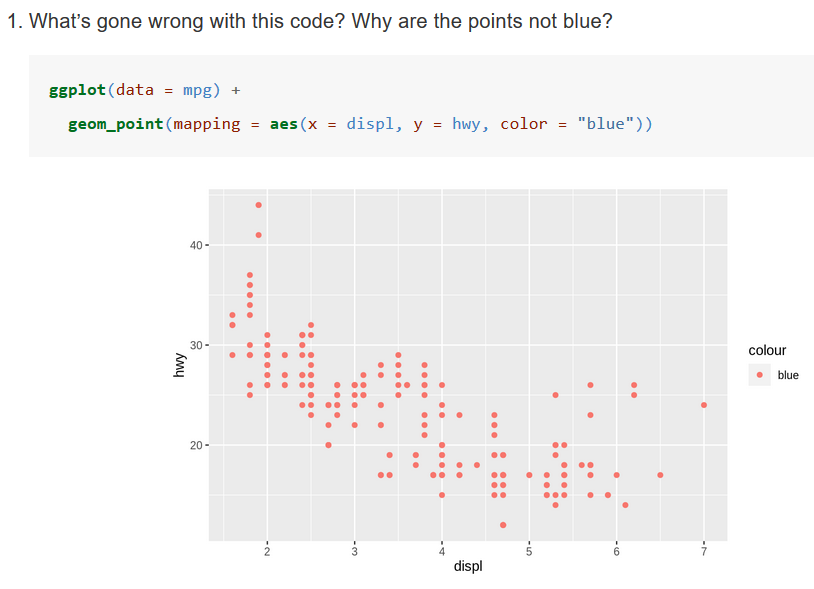 1. What's gone wrong with this code? Why are the points not blue?
ggplot(data = mpg) +
geom_point(mapping = aes(x = displ, y = hwy, color = "blue"))
40
30
20
hwy
2 3 4 5 6 7
displ
colour
blue